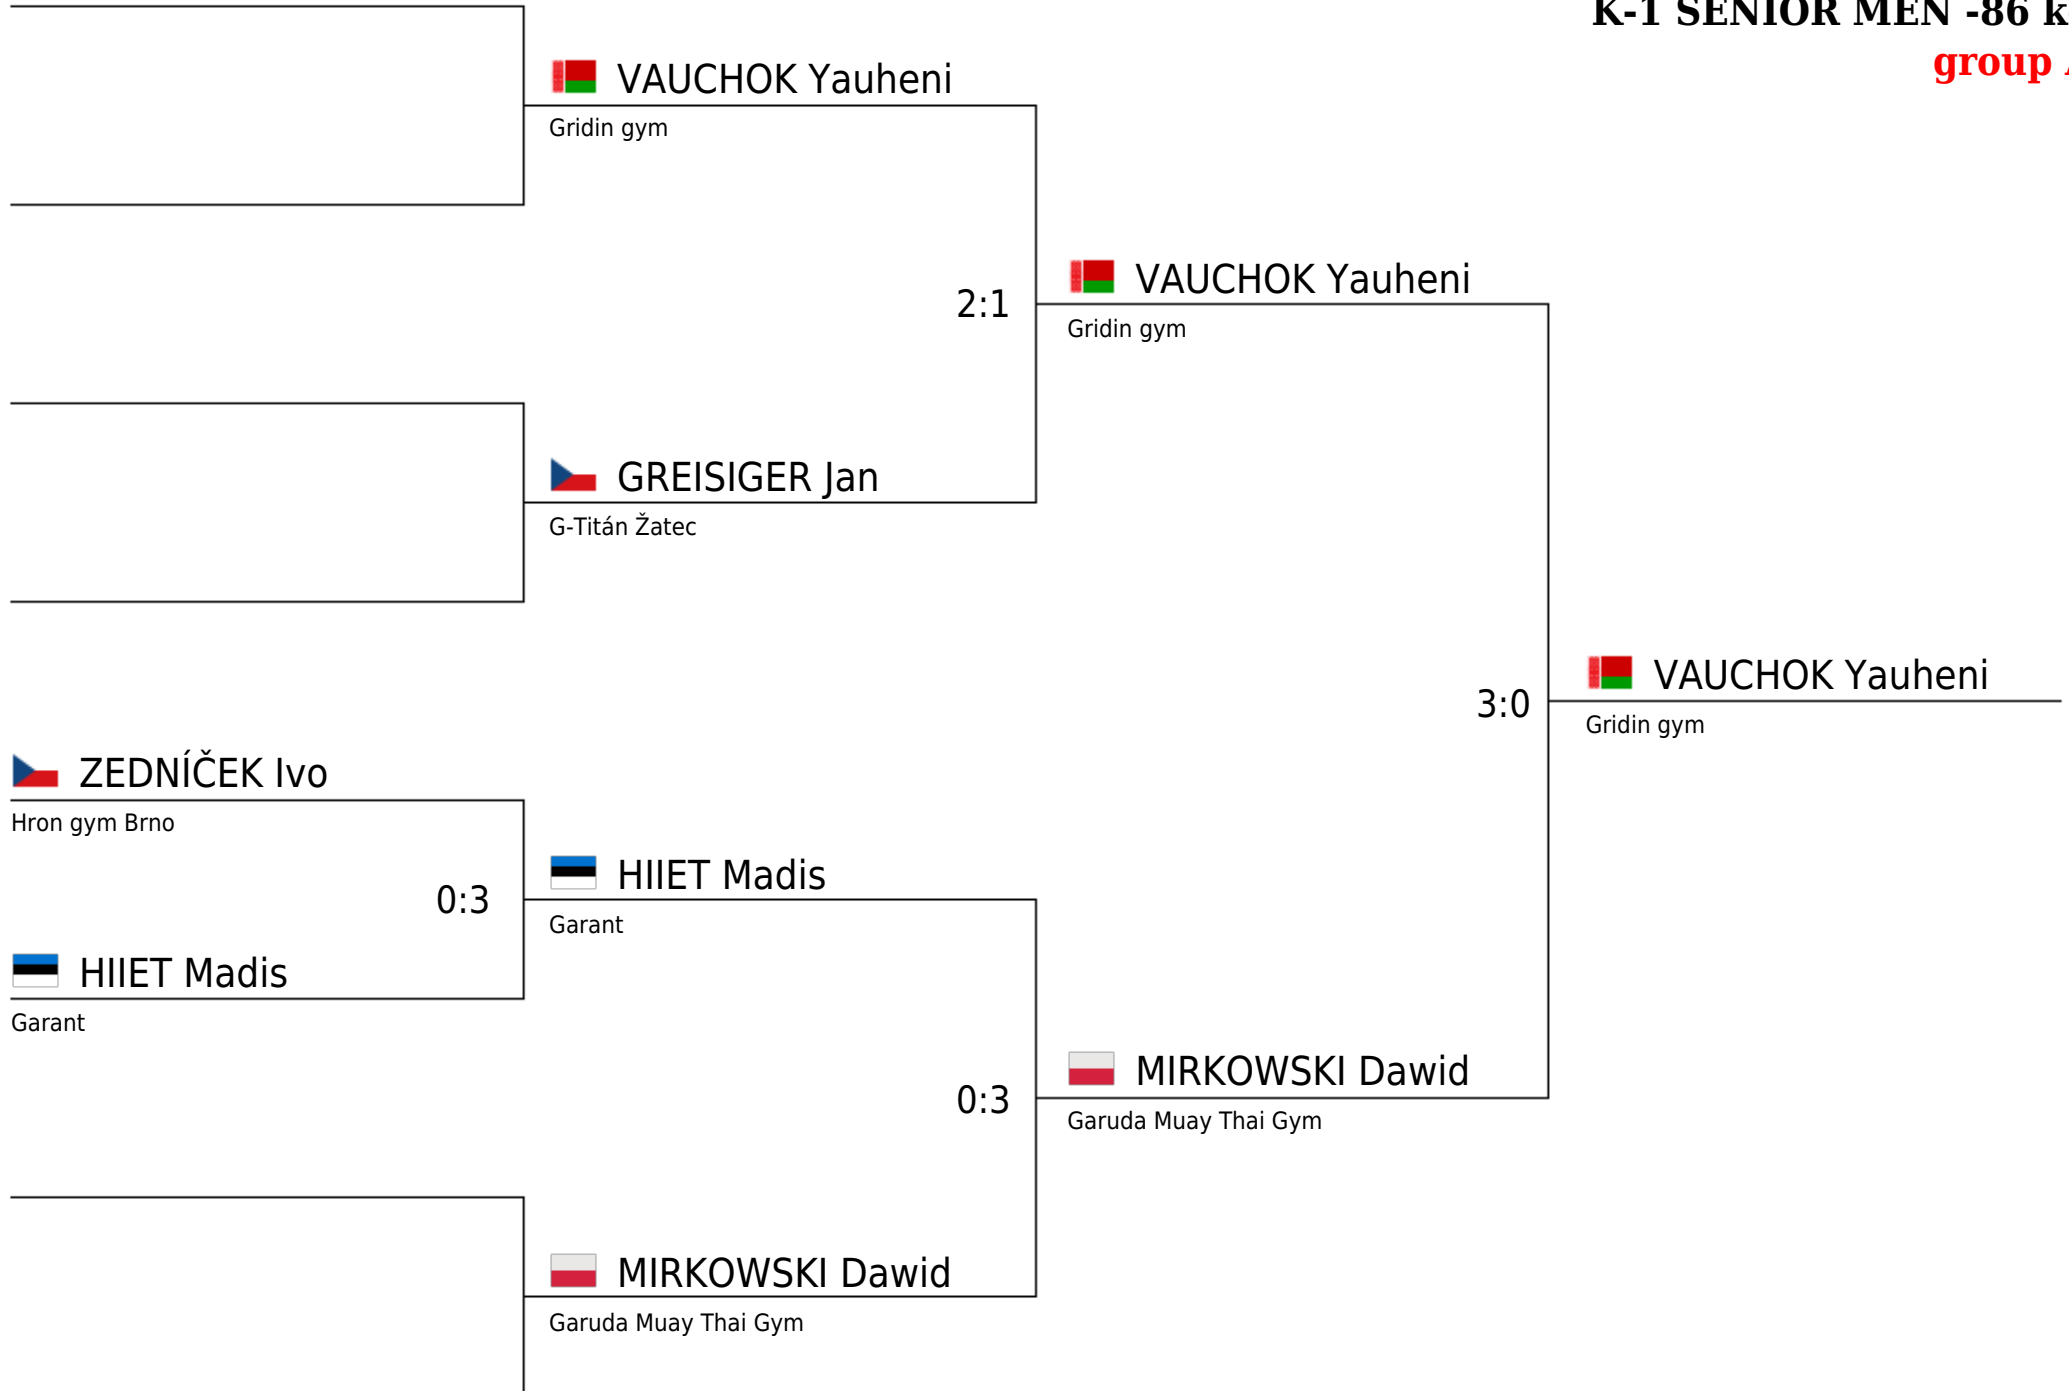 K-1 SENIOR MEN -86 k
group
VAUCHOK Yauheni
Gridin gym
2:1
VAUCHOK Yauheni
Gridin gym
GREISIGER Jan
G-Titán Žatec
3:0
VAUCHOK Yauheni
Gridin gym
ZEDNÍČEK Ivo
Hron gym Brno
0:3
HIIET Madis
Garant
HIIET Madis
Garant
0:3
MIRKOWSKI Dawid
Garuda Muay Thai Gym
MIRKOWSKI Dawid
Garuda Muay Thai Gym